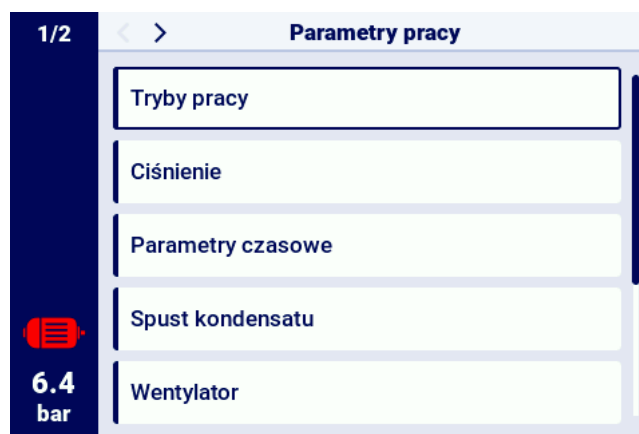 1/2
Parametry pracy
Tryby pracy
Ciśnienie
Parametry czasowe
Spust kondensatu
Wentylator
6.4
bar